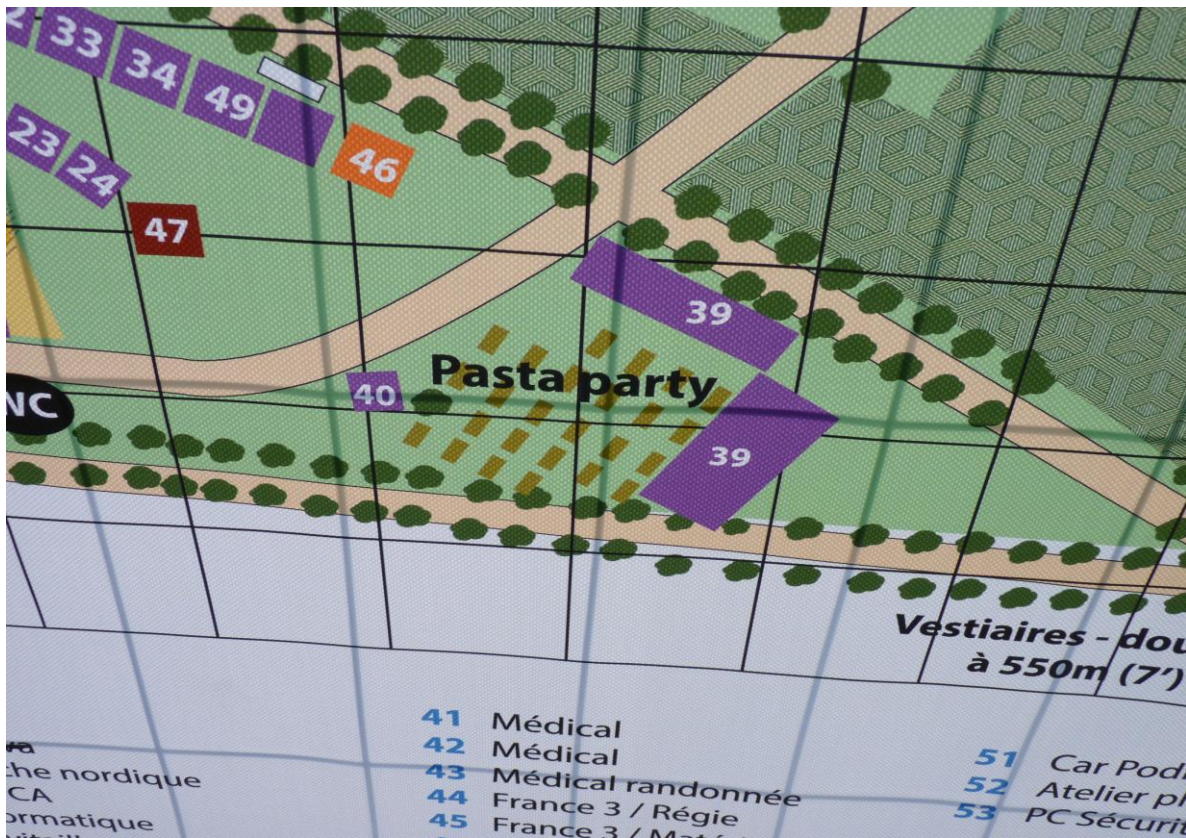 33
34
49
46
23
24
47
39
Pasta party
40
NC
39
Vestiaires - dou
à 550m (7')
41 Médical
42 Médical
43 Médical randonnée
44 France 3 / Régie
45 France 3 /
51 Car Pod
52 Atelier p
53 PC Sécuri
va
che nordique
CA
ormatique